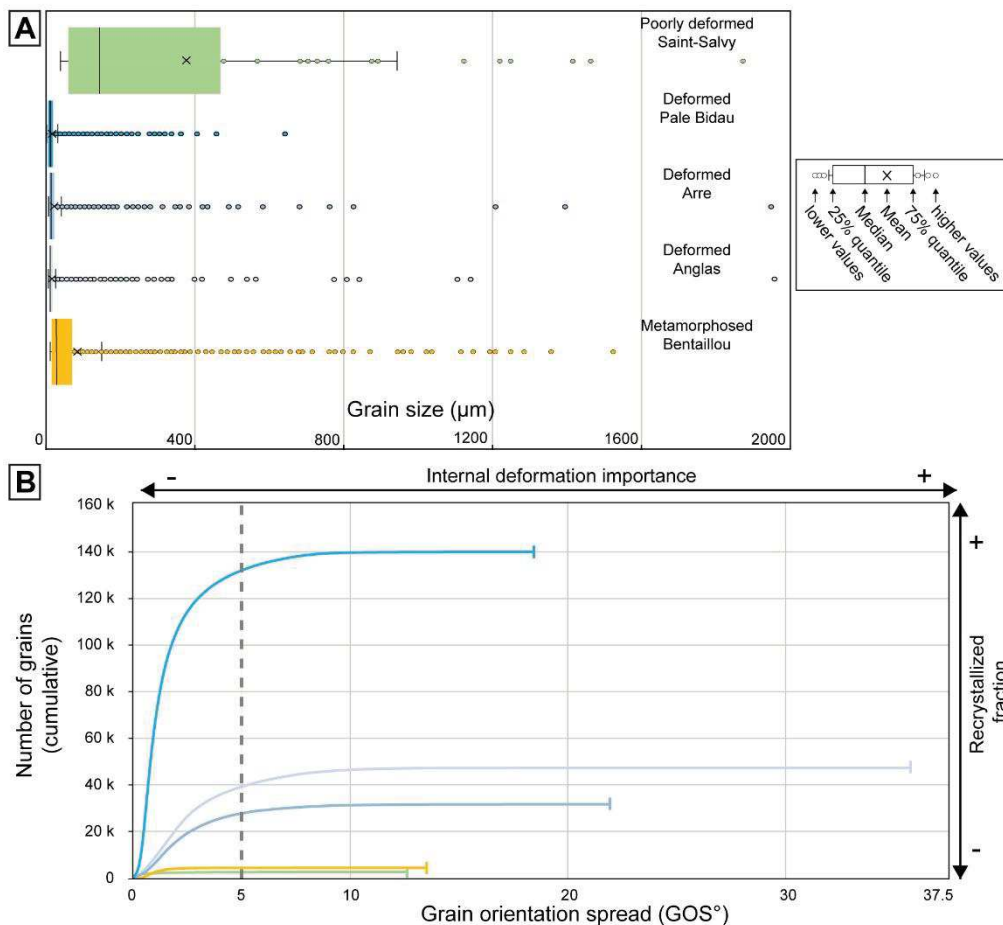 A
Poorly deformed
Saint-Salvy
Deformed
Pale Bidau
Deformed
Arre
Deformed
Anglas
Metamorphosed
Bentaillou
Grain size (µm)
0 400 800 1200 1600 2000
lower values
25% quantile
Median
Mean
75% quantile
higher values
B
- Internal deformation importance +
160 k
140 k
120 k
100 k
80 k
60 k
40 k
20 k
0
Number of grains
(cumulative)
0 5 10 20 30 37.5
Grain orientation spread (GOS°)
+
Recrystallized
fraction
-